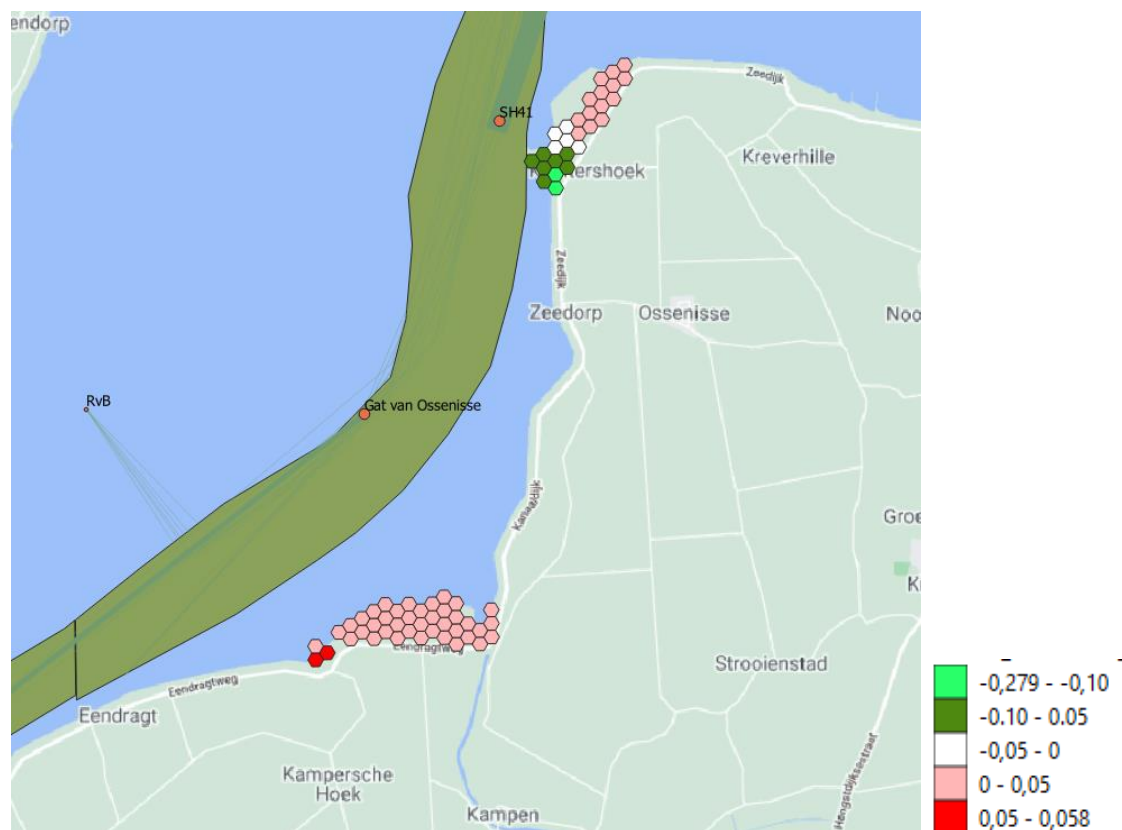 endorp
Zeedijk
SH41
Kreverhille
ershoek
Zeedijk
Zeedorp
Ossenisse
Noo
RvB
Gat van Ossenisse
Kanaaldijk
Groe
K
Eendragtweg
Strooienstad
Eendragtweg
Eendragt
Kampersche
Hoek
Kampen
Hengstdijksestraat
-0,279 - -0,10
-0.10 - 0.05
-0,05 - 0
0 - 0,05
0,05 - 0,058